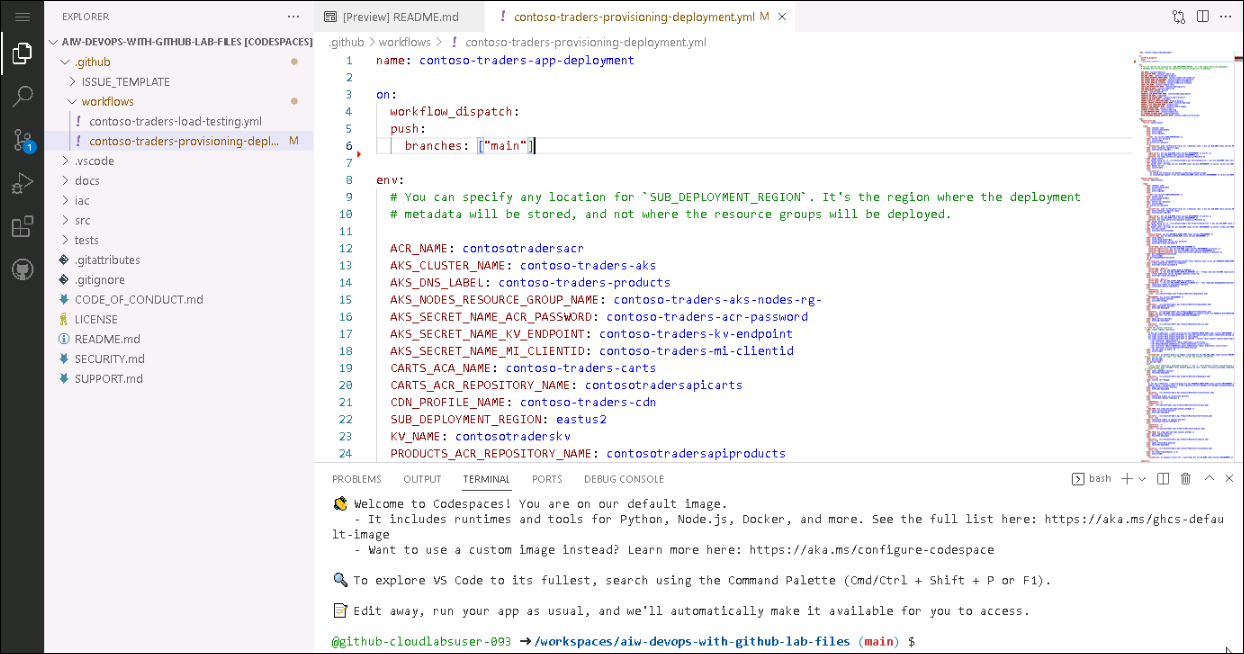 EXPLORER
AIW-DEVOPS-WITH-GITHUB-LAB-FILES [CODESPACES]
.github
ISSUE_TEMPLATE
workflows
! contoso-traders-load-testing.yml
! contoso-traders-provisioning-depl... M
.vscode
docs
iac
src
tests
.gitattributes
.gitignore
CODE_OF_CONDUCT.md
LICENSE
README.md
SECURITY.md
SUPPORT.md
1
[Preview] README.md
! contoso-traders-provisioning-deployment.yml M
.github > workflows > ! contoso-traders-provisioning-deployment.yml
1 name: contoso-traders-app-deployment
2
3 on:
4 workflow_dispatch:
5 push:
6 branches: ["main"]
7
8 env:
9 # You can specify any location for `SUB_DEPLOYMENT_REGION`. It's the region where the deployment
10 # metadata will be stored, and not where the resource groups will be deployed.
11
12 ACR_NAME: contosotradersacr
13 AKS_CLUSTER_NAME: contoso-traders-aks
14 AKS_DNS_LABEL: contoso-traders-products
15 AKS_NODES_RESOURCE_GROUP_NAME: contoso-traders-aks-nodes-rg-
16 AKS_SECRET_NAME_ACR_PASSWORD: contoso-traders-acr-password
17 AKS_SECRET_NAME_KV_ENDPOINT: contoso-traders-kv-endpoint
18 AKS_SECRET_NAME_MI_CLIENTID: contoso-traders-mi-clientid
19 CARTS_ACA_NAME: contoso-traders-carts
20 CARTS_ACR_REPOSITORY_NAME: contosotradersapicarts
21 CDN_PROFILE_NAME: contoso-traders-cdn
22 SUB_DEPLOYMENT_REGION: eastus2
23 KV_NAME: contosotraderskv
24 PRODUCTS_ACR_REPOSITORY_NAME: contosotradersapiproducts
PROBLEMS OUTPUT TERMINAL PORTS DEBUG CONSOLE bash
Welcome to Codespaces! You are on our default image.
- It includes runtimes and tools for Python, Node.js, Docker, and more. See the full list here: https://aka.ms/ghcs-defau
lt-image
- Want to use a custom image instead? Learn more here: https://aka.ms/configure-codespace
To explore VS Code to its fullest, search using the Command Palette (Cmd/Ctrl + Shift + P or F1).
Edit away, run your app as usual, and we'll automatically make it available for you to access.
@github-cloudlabsuser-093 ➜ /workspaces/aiw-devops-with-github-lab-files (main) $